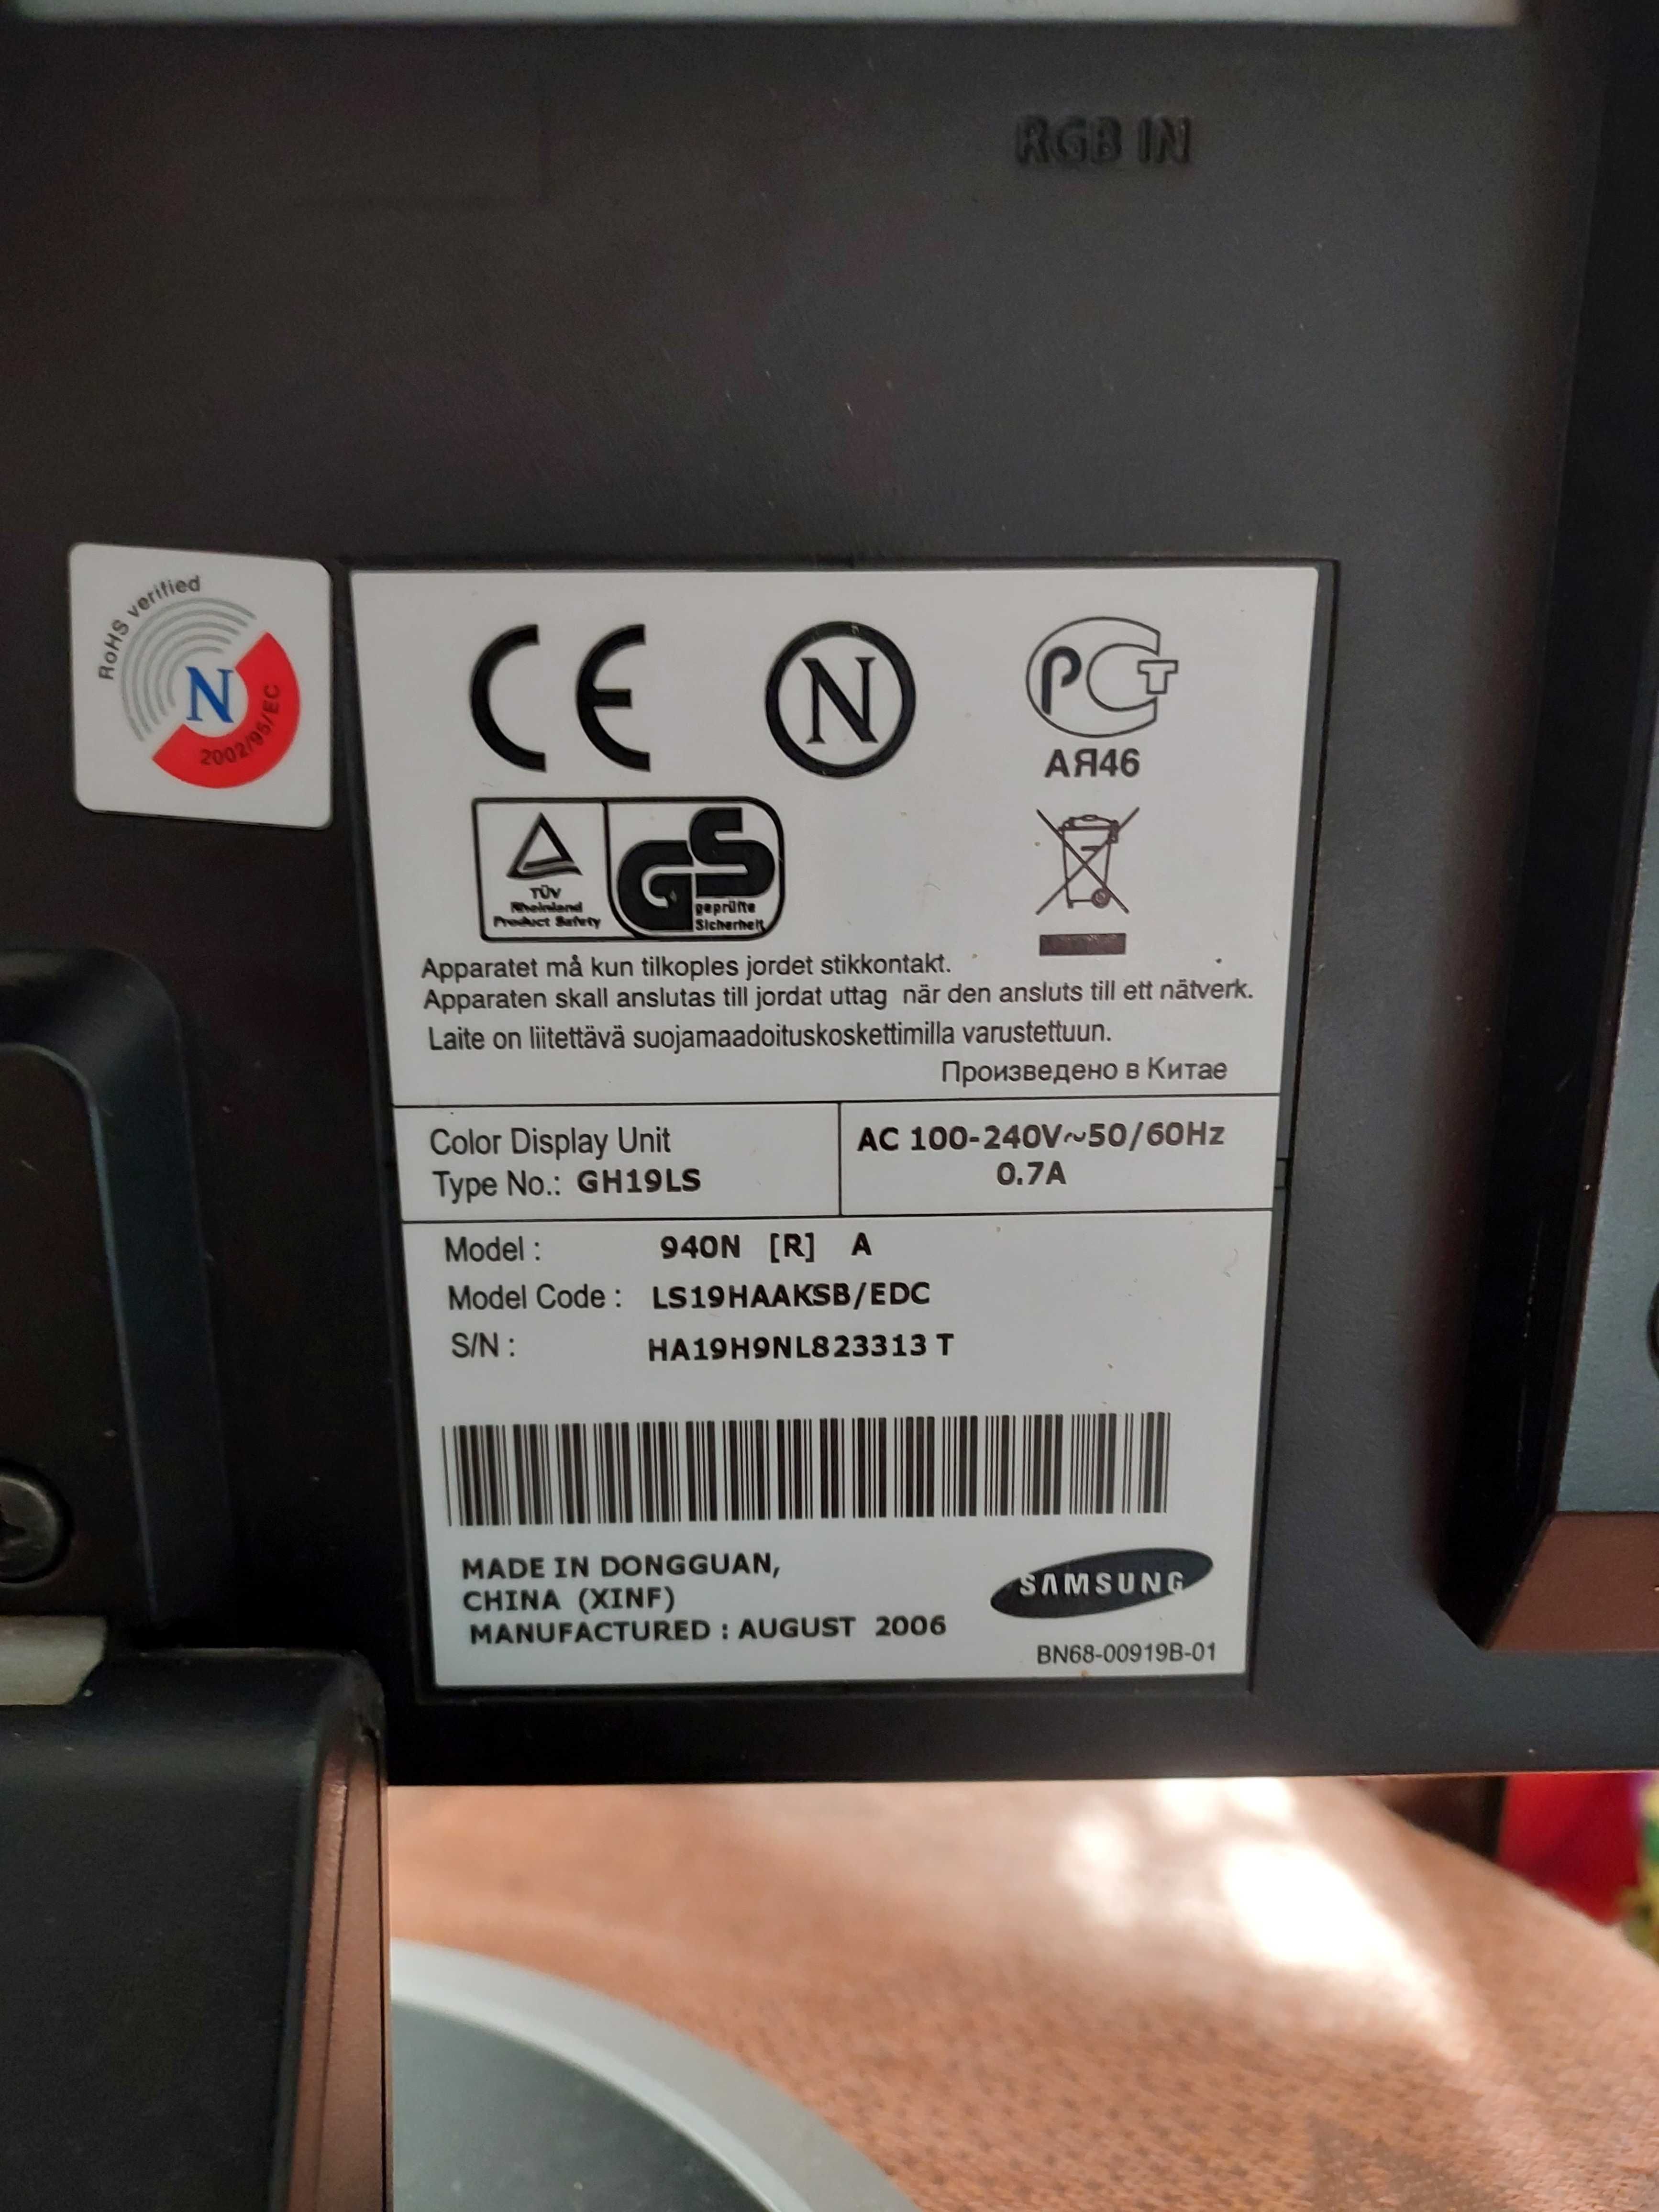 RGB IN
RoHS verified
N
2002/95/EC
CE
N
РСТ
АЯ46
TÜV
Rheinland
Product Safety
GS
geprüfte
Sicherheit
Apparatet må kun tilkoples jordet stikkontakt.
Apparaten skall anslutas till jordat uttag när den ansluts till ett nätverk.
Laite on liitettävä suojamaadoituskoskettimilla varustettuun.
Произведено в Китае
Color Display Unit
Type No.: GH19LS
AC 100-240V~50/60Hz
0.7A
Model : 940N [R] A
Model Code : LS19HAAKSB/EDC
S/N : HA19H9NL823313 T
MADE IN DONGGUAN,
CHINA (XINF)
MANUFACTURED : AUGUST 2006
SAMSUNG
BN68-00919B-01